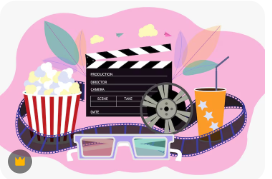 PRODUCTION
DIRECTOR
CAMERA
SCENE TAKE
DATE